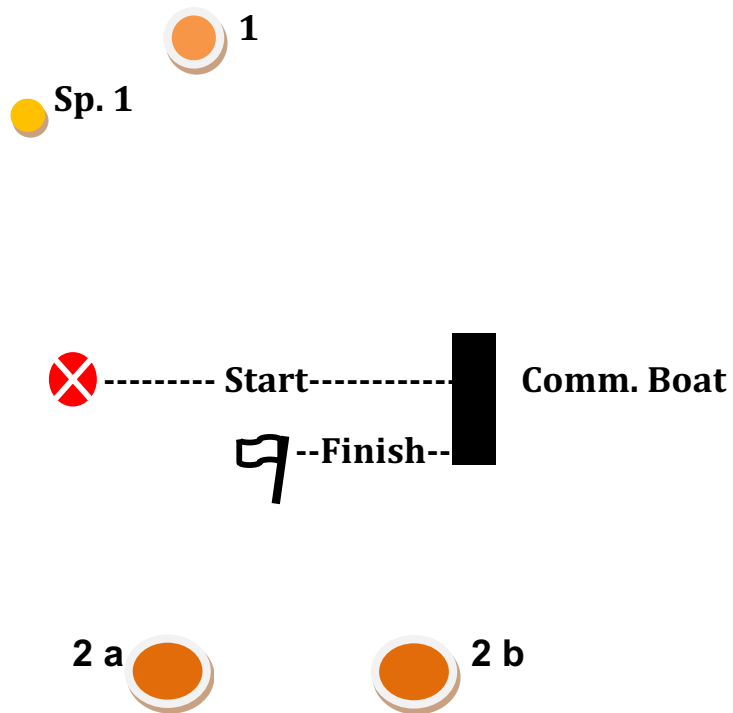 1
Sp. 1
--------- Start------------ Comm. Boat
--Finish--
2 a 2 b